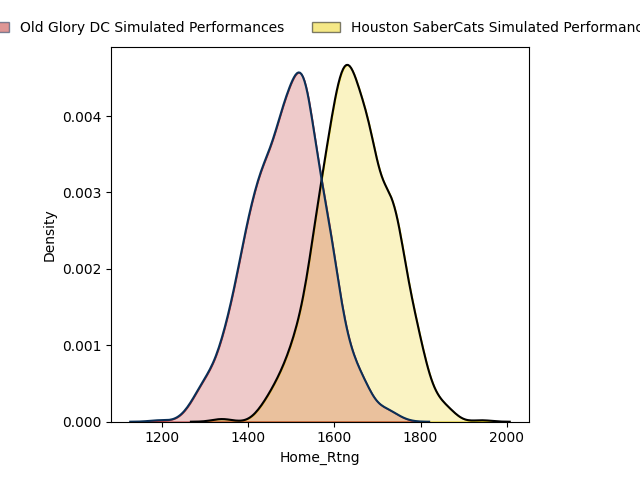 Old Glory DC Simulated Performances
Houston SaberCats Simulated
0.004
0.003
0.002
0.001
0.000
Density
1200 1400 1600 1800 2000
Home_Rtng